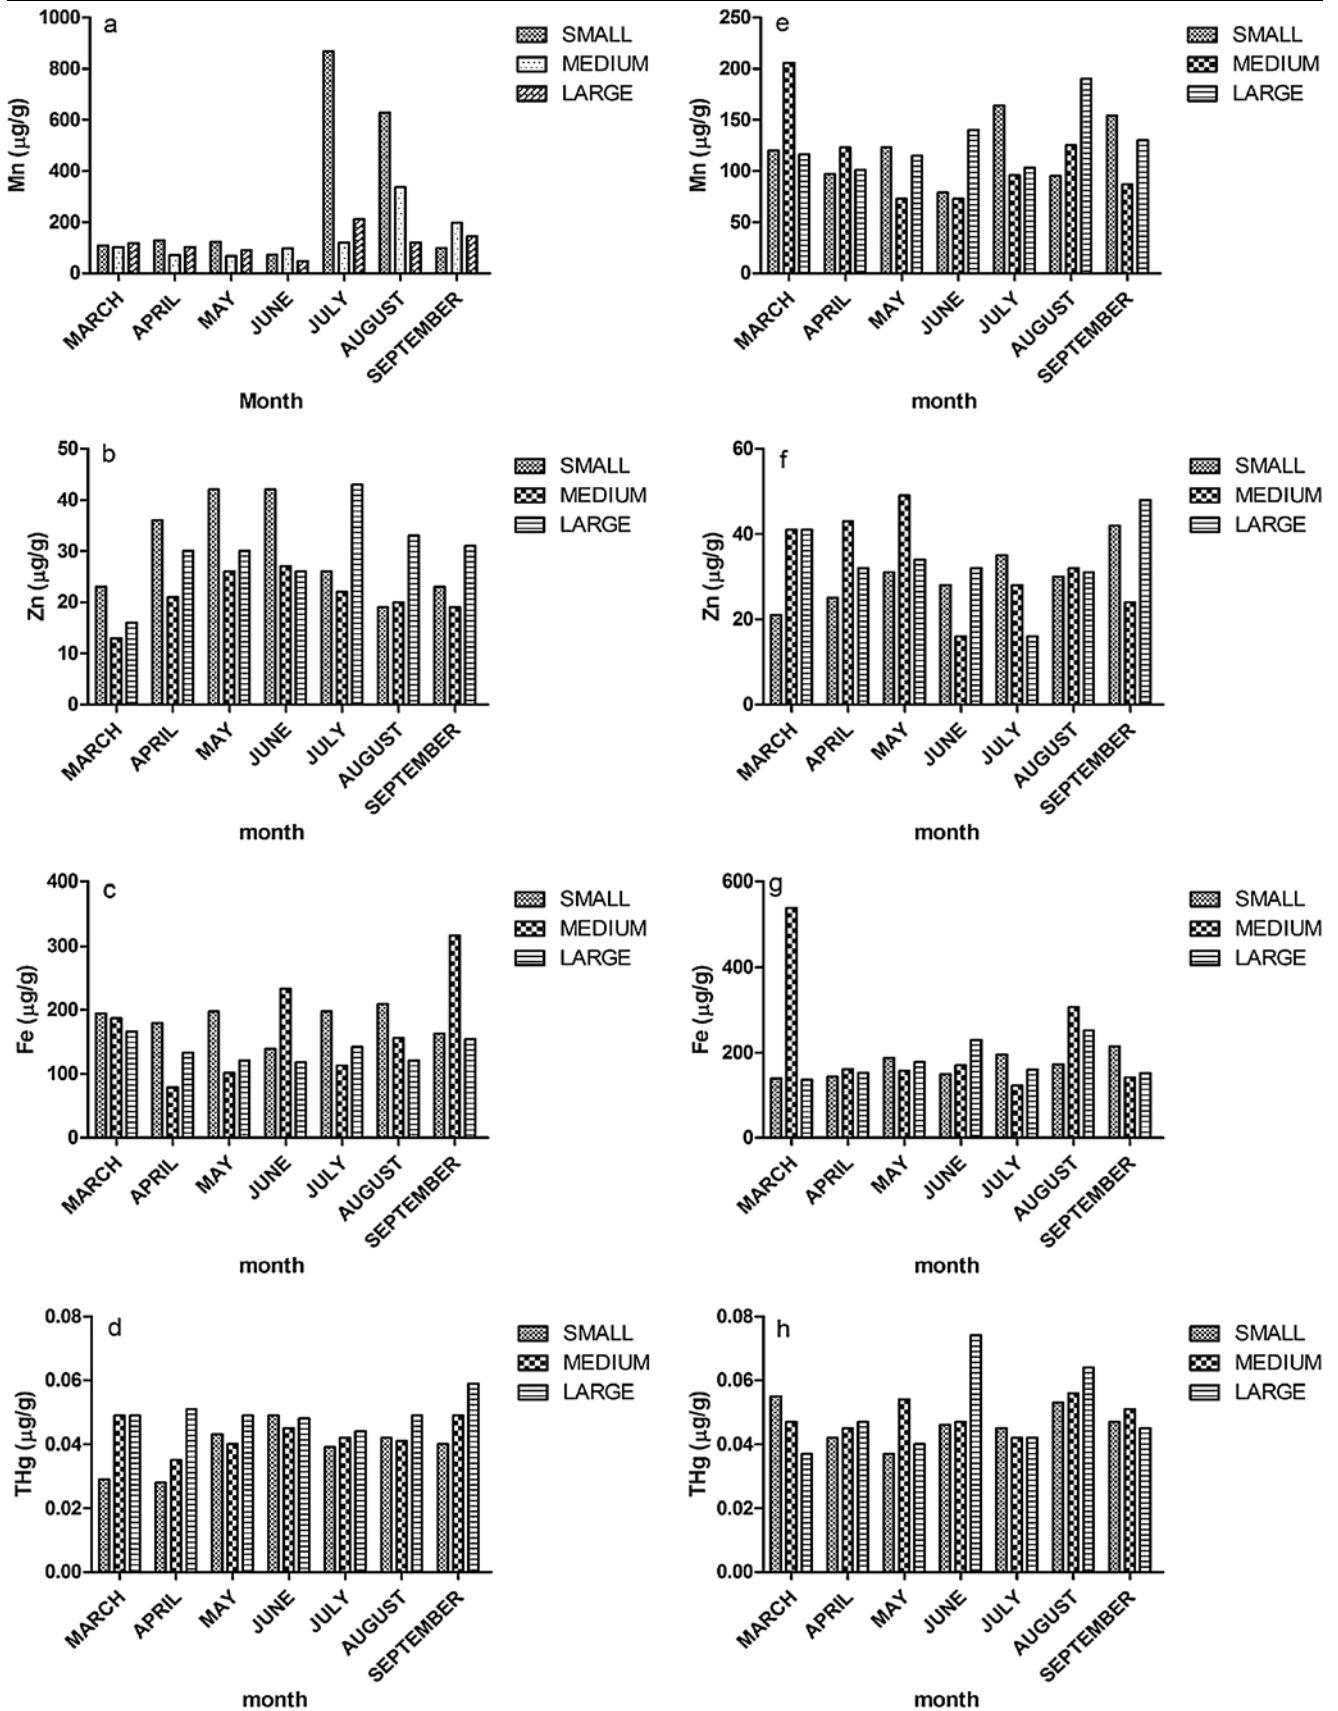 a
Mn (µg/g)
1000
800
600
400
200
0
MARCH
APRIL
MAY
JUNE
JULY
AUGUST
SEPTEMBER
Month
SMALL
MEDIUM
LARGE
e
Mn (µg/g)
250
200
150
100
50
0
MARCH
APRIL
MAY
JUNE
JULY
AUGUST
SEPTEMBER
month
SMALL
MEDIUM
LARGE
b
Zn (µg/g)
50
40
30
20
10
0
MARCH
APRIL
MAY
JUNE
JULY
AUGUST
SEPTEMBER
month
SMALL
MEDIUM
LARGE
f
Zn (µg/g)
60
40
20
0
MARCH
APRIL
MAY
JUNE
JULY
AUGUST
SEPTEMBER
month
SMALL
MEDIUM
LARGE
c
Fe (µg/g)
400
300
200
100
0
MARCH
APRIL
MAY
JUNE
JULY
AUGUST
SEPTEMBER
month
SMALL
MEDIUM
LARGE
g
Fe (µg/g)
600
400
200
0
MARCH
APRIL
MAY
JUNE
JULY
AUGUST
SEPTEMBER
month
SMALL
MEDIUM
LARGE
d
THg (µg/g)
0.08
0.06
0.04
0.02
0.00
MARCH
APRIL
MAY
JUNE
JULY
AUGUST
SEPTEMBER
month
SMALL
MEDIUM
LARGE
h
THg (µg/g)
0.08
0.06
0.04
0.02
0.00
MARCH
APRIL
MAY
JUNE
JULY
AUGUST
SEPTEMBER
month
SMALL
MEDIUM
LARGE